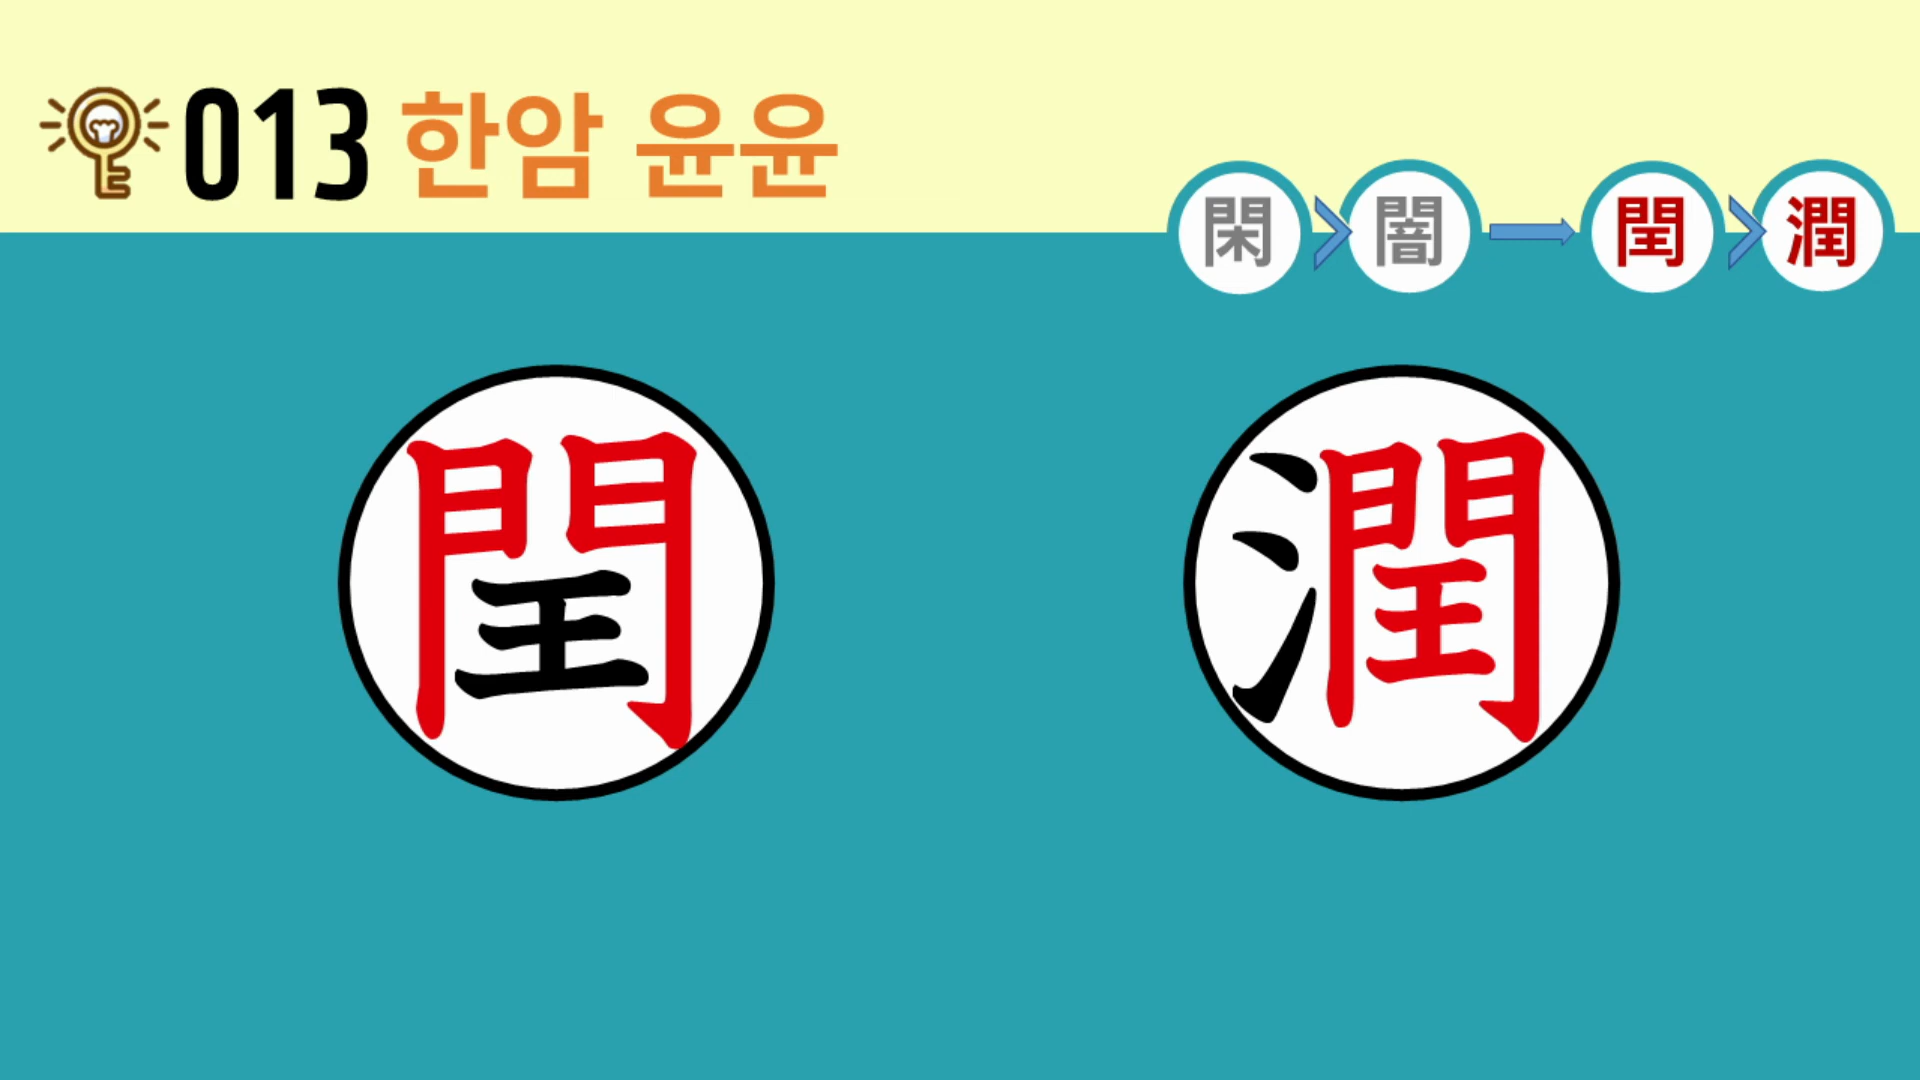 013 한암 윤윤
閑 > 闇 → 閏 > 潤
閏 潤